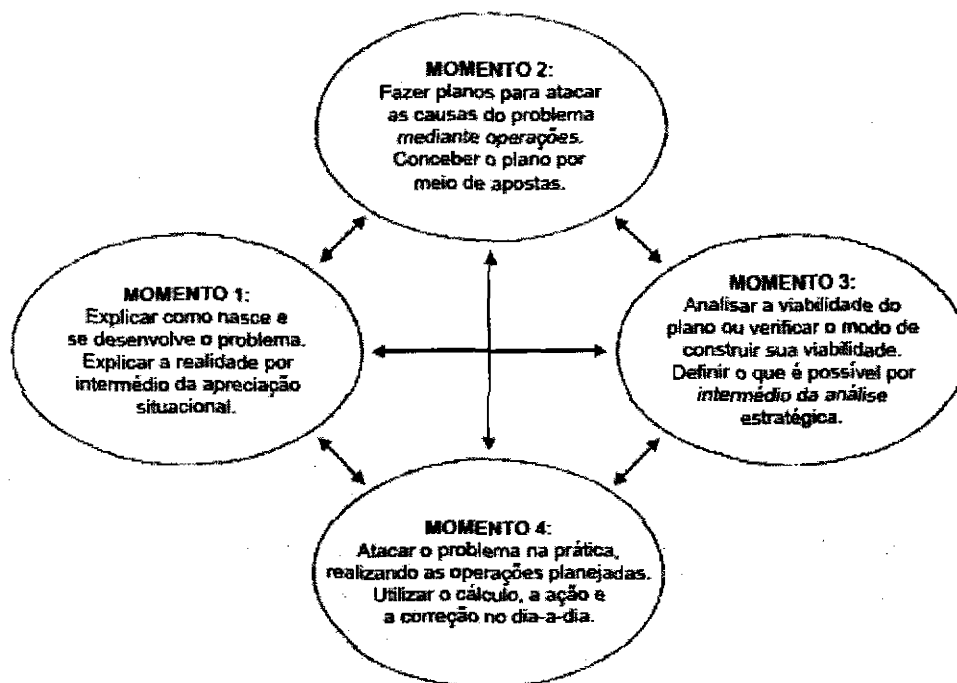 MOMENTO 2:
Fazer planos para atacar
as causas do problema
mediante operações.
Conceber o plano por
meio de apostas.
MOMENTO 1:
Explicar como nasce e
se desenvolve o problema.
Explicar a realidade por
intermédio da apreciação
situacional.
MOMENTO 3:
Analisar a viabilidade do
plano ou verificar o modo de
construir sua viabilidade.
Definir o que é possível por
intermédio da análise
estratégica.
MOMENTO 4:
Atacar o problema na prática,
realizando as operações planejadas.
Utilizar o cálculo, a ação e
a correção no dia-a-dia.